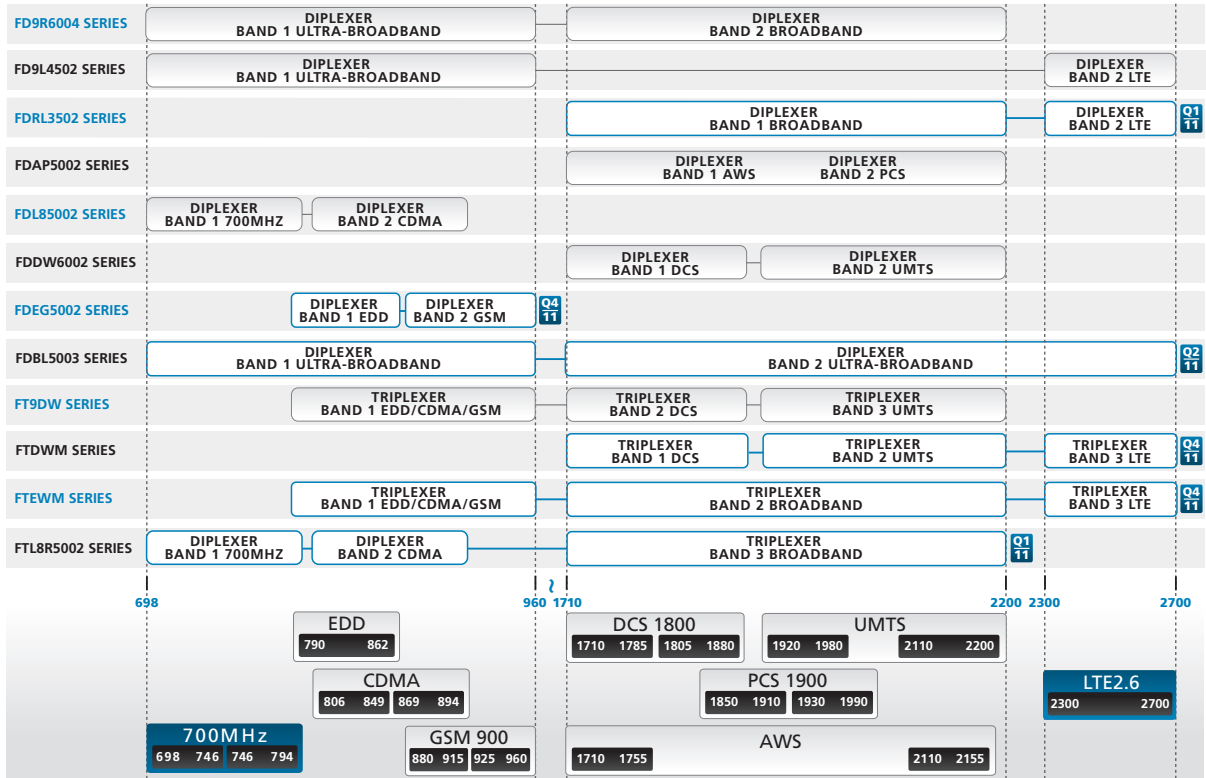 FD9R6004 SERIES
DIPLEXER DIPLEXER
BAND 1 ULTRA-BROADBAND BAND 2 BROADBAND
FD9L4502 SERIES
DIPLEXER DIPLEXER
BAND 1 ULTRA-BROADBAND BAND 2 LTE
FDRL3502 SERIES
DIPLEXER DIPLEXER Q1
BAND 1 BROADBAND BAND 2 LTE 11
FDAP5002 SERIES
DIPLEXER DIPLEXER
BAND 1 AWS BAND 2 PCS
FDL85002 SERIES
DIPLEXER DIPLEXER
BAND 1 700MHZ BAND 2 CDMA
FDDW6002 SERIES
DIPLEXER DIPLEXER
BAND 1 DCS BAND 2 UMTS
FDEG5002 SERIES
DIPLEXER DIPLEXER Q4
BAND 1 EDD BAND 2 GSM 11
FDBL5003 SERIES
DIPLEXER DIPLEXER Q2
BAND 1 ULTRA-BROADBAND BAND 2 ULTRA-BROADBAND 11
FT9DW SERIES
TRIPLEXER TRIPLEXER TRIPLEXER
BAND 1 EDD/CDMA/GSM BAND 2 DCS BAND 3 UMTS
FTDWM SERIES
TRIPLEXER TRIPLEXER TRIPLEXER Q4
BAND 1 DCS BAND 2 UMTS BAND 3 LTE 11
FTEWM SERIES
TRIPLEXER TRIPLEXER TRIPLEXER Q4
BAND 1 EDD/CDMA/GSM BAND 2 BROADBAND BAND 3 LTE 11
FTL8R5002 SERIES
DIPLEXER DIPLEXER TRIPLEXER Q1
BAND 1 700MHZ BAND 2 CDMA BAND 3 BROADBAND 11
~
698 960 1710 2200 2300 2700
EDD DCS 1800 UMTS
790 862 1710 1785 1805 1880 1920 1980 2110 2200
CDMA PCS 1900 LTE2.6
806 849 869 894 1850 1910 1930 1990 2300 2700
700MHz GSM 900 AWS
698 746 746 794 880 915 925 960 1710 1755 2110 2155